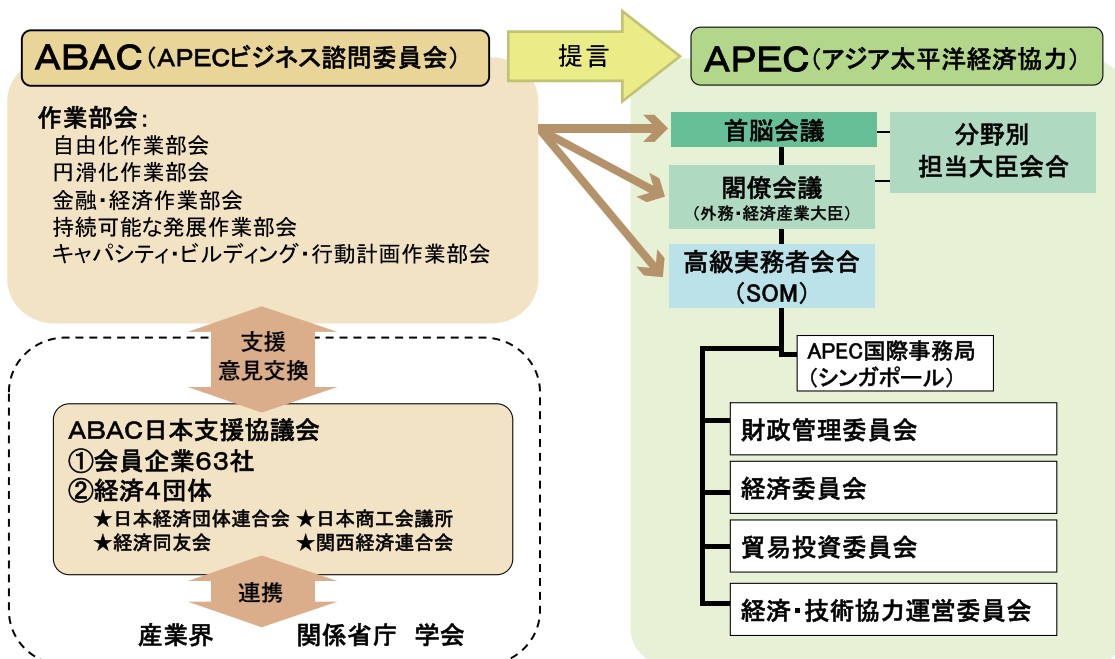 ABAC(APECビジネス諮問委員会)
提言
APEC(アジア太平洋経済協力)
作業部会:
自由化作業部会
円滑化作業部会
金融・経済作業部会
持続可能な発展作業部会
キャパシティ・ビルディング・行動計画作業部会
首脳会議
分野別
担当大臣会合
閣僚会議
(外務・経済産業大臣)
高級実務者会合
(SOM)
APEC国際事務局
(シンガポール)
財政管理委員会
経済委員会
貿易投資委員会
経済・技術協力運営委員会
支援
意見交換
ABAC日本支援協議会
①会員企業63社
②経済4団体
★日本経済団体連合会 ★日本商工会議所
★経済同友会 ★関西経済連合会
連携
産業界 関係省庁 学会